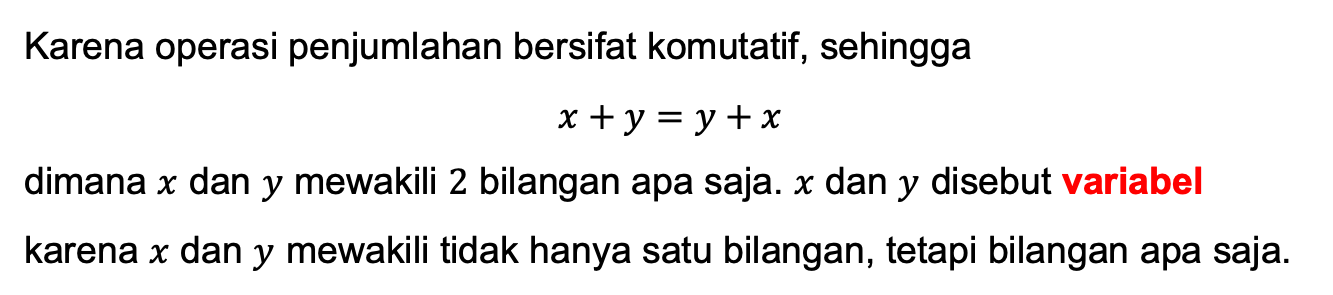 Karena operasi penjumlahan bersifat komutatif, sehingga
x + y = y + x
dimana x dan y mewakili 2 bilangan apa saja. x dan y disebut variabel
karena x dan y mewakili tidak hanya satu bilangan, tetapi bilangan apa saja.